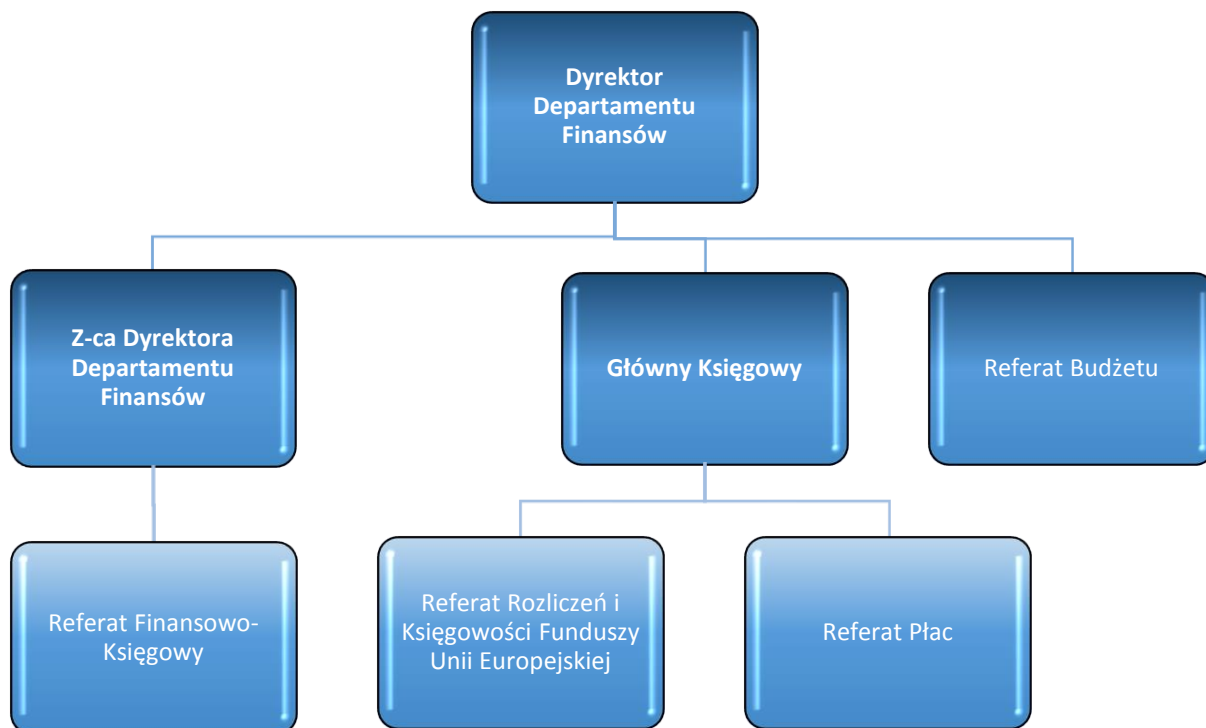 Dyrektor
Departamentu
Finansów
Z-ca Dyrektora
Departamentu
Finansów
Główny Księgowy
Referat Budżetu
Referat Finansowo-
Księgowy
Referat Rozliczeń i
Księgowości Funduszy
Unii Europejskiej
Referat Płac